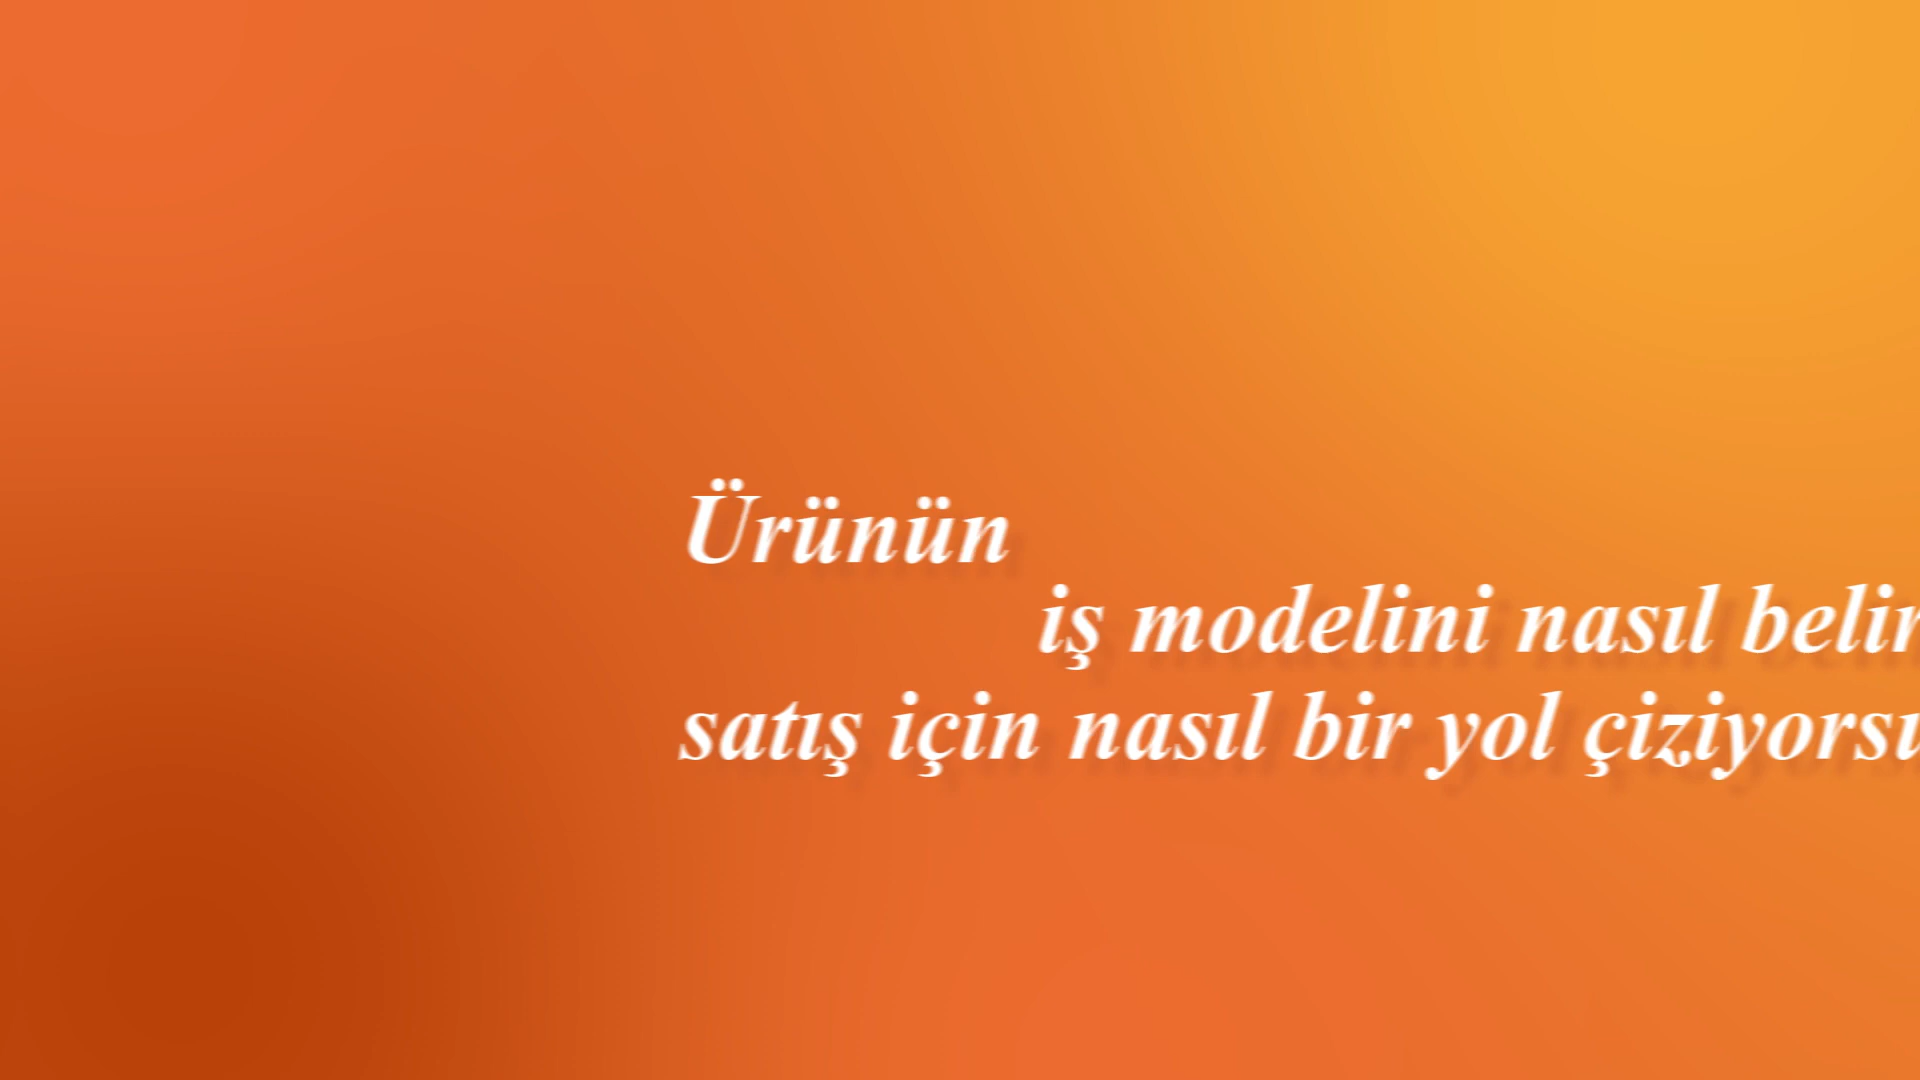 Ürünün
iş modelini nasıl
satış için nasıl bir yol